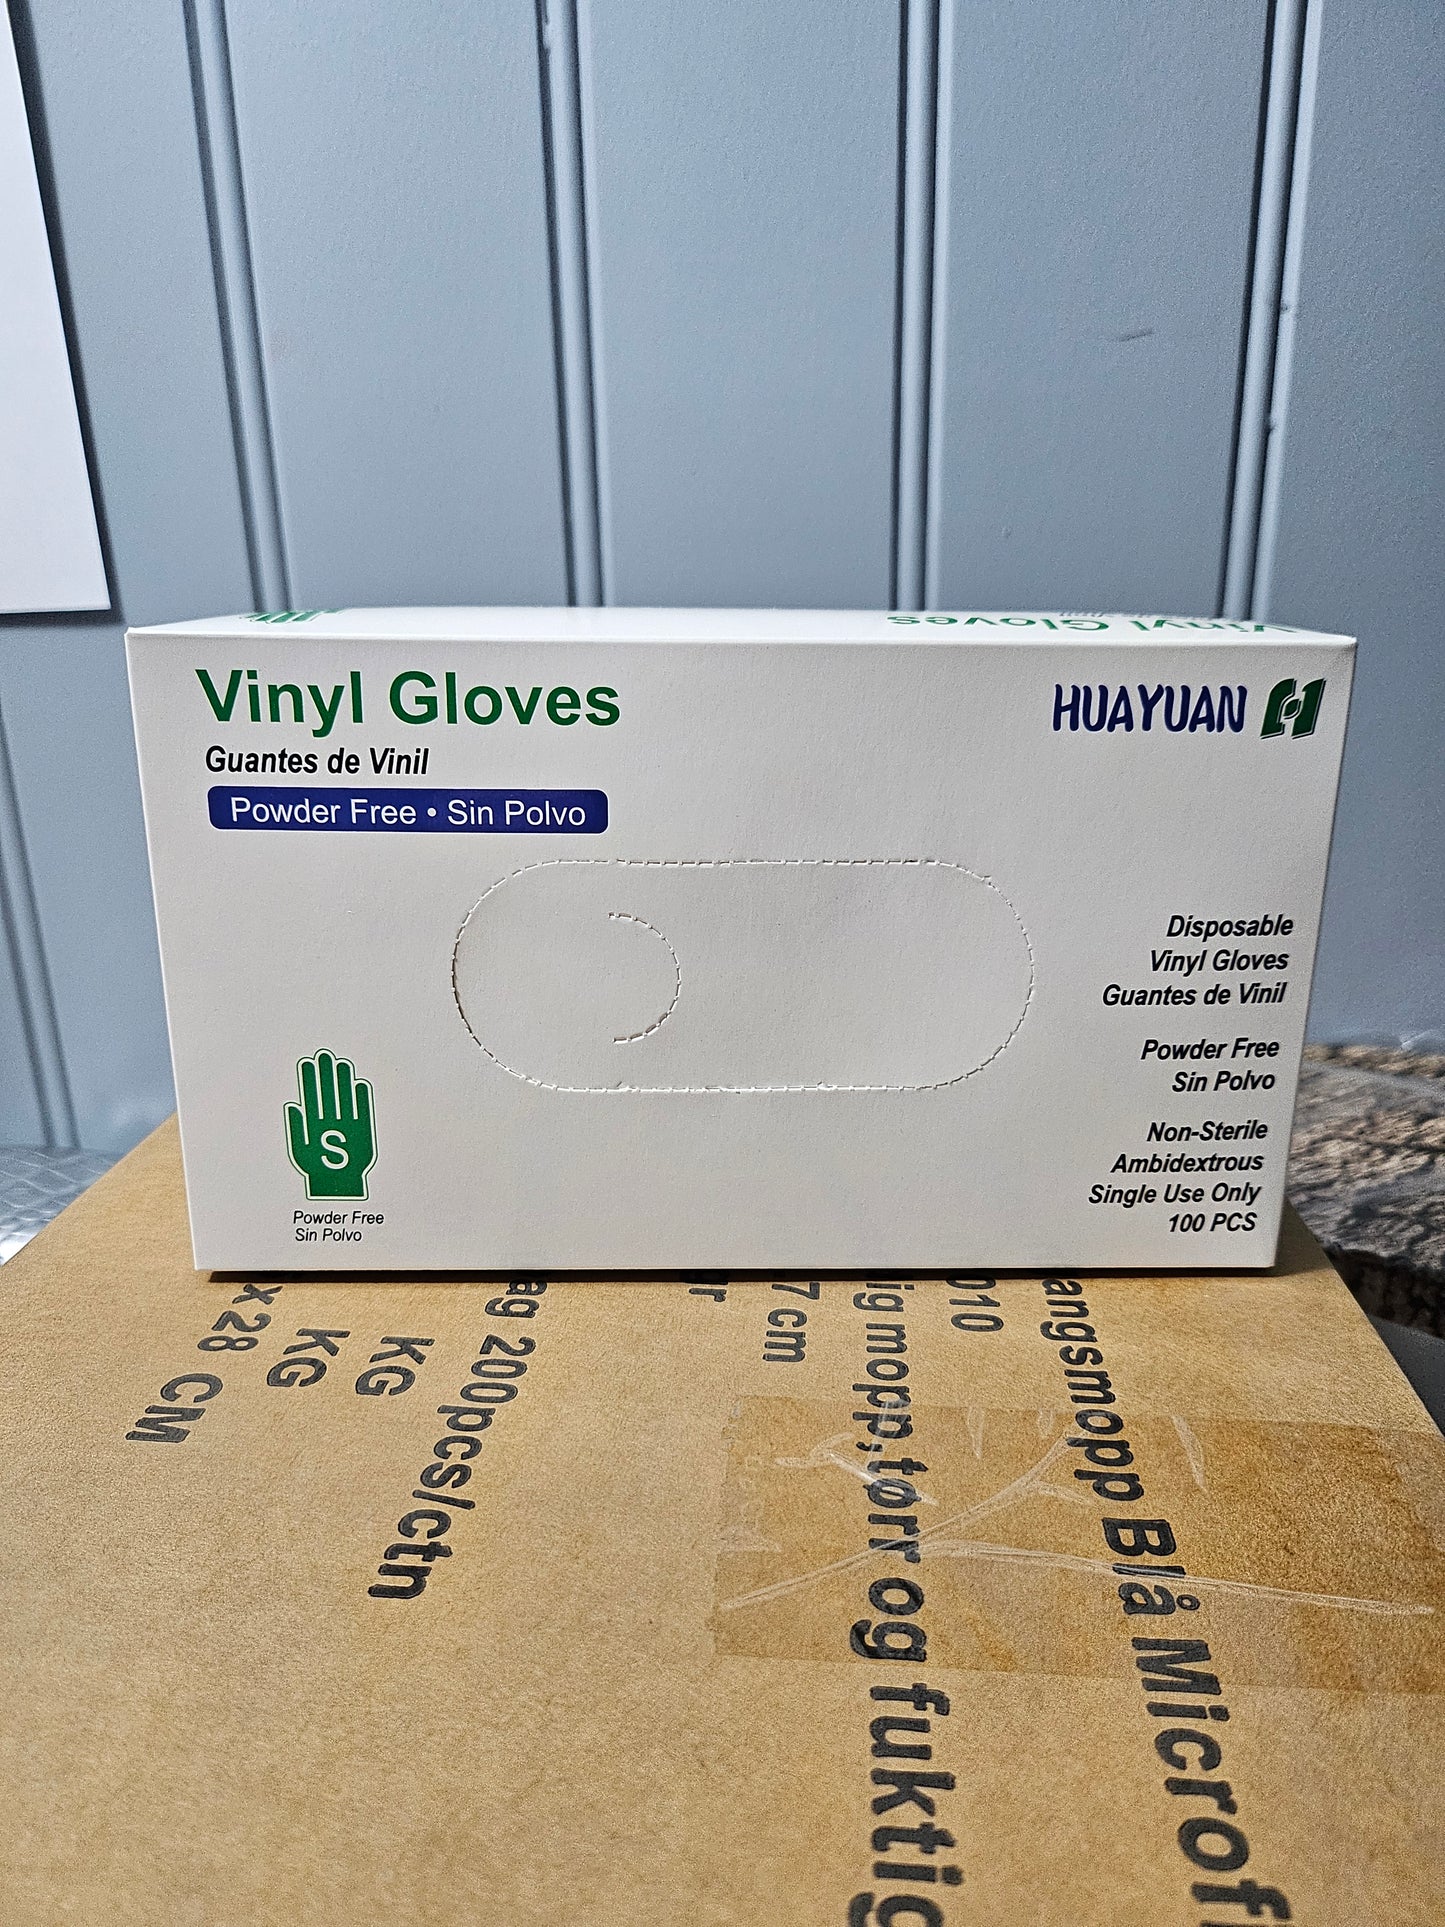 Vinyl Gloves
Vinyl Gloves
Guantes de Vinil
Powder Free • Sin Polvo
HUAYUAN
Disposable
Vinyl Gloves
Guantes de Vinil
Powder Free
Sin Polvo
Non-Sterile
Ambidextrous
Single Use Only
100 PCS
S
Powder Free
Sin Polvo
x 28 CM
KG
KG
200pcs/ctn
7 cm
010
mopp,tørr og
Blå